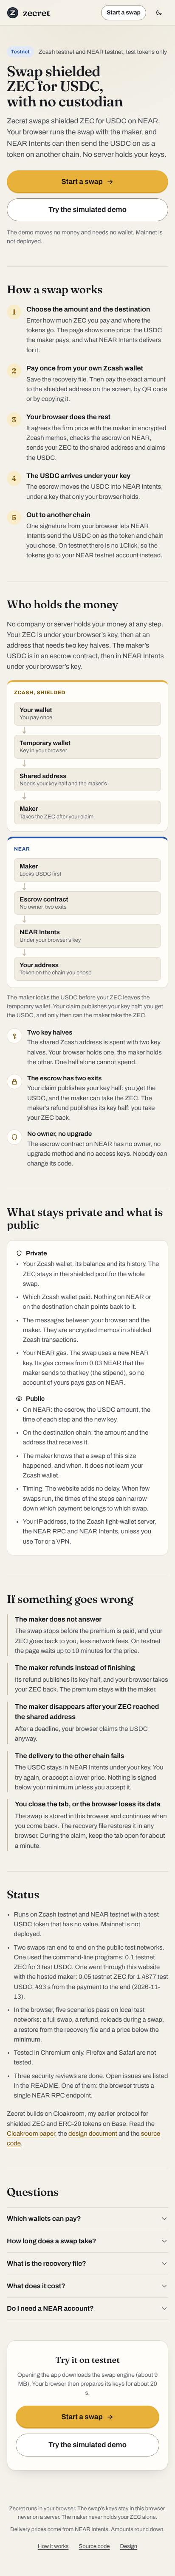 zecret
Start a swap
Testnet
Zcash testnet and NEAR testnet, test tokens only
Swap shielded
ZEC for USDC,
with no custodian
Zecret swaps shielded ZEC for USDC on NEAR.
Your browser runs the swap with the maker, and
NEAR Intents can then send the USDC on as a
token on another chain. No server holds your keys.
Start a swap →
Try the simulated demo
The demo moves no money and needs no wallet. Mainnet is
not deployed.
How a swap works
1
Choose the amount and the destination
Enter how much ZEC you pay and where the
tokens go. The page shows one price: the USDC
the maker pays, and what NEAR Intents delivers
for it.
2
Pay once from your own Zcash wallet
Save the recovery file. Then pay the exact amount
to the shielded address on the screen, by QR code
or by copying it.
3
Your browser does the rest
It agrees the firm price with the maker in encrypted
Zcash memos, checks the escrow on NEAR,
sends your ZEC to the shared address and claims
the USDC.
4
The USDC arrives under your key
The escrow moves the USDC into NEAR Intents,
under a key that only your browser holds.
5
Out to another chain
One signature from your browser lets NEAR
Intents send the USDC on as the token and chain
you chose. On testnet there is no 1Click, so the
tokens go to your NEAR testnet account instead.
Who holds the money
No company or server holds your money at any step.
Your ZEC is under your browser's key, then at an
address that needs two key halves. The maker's
USDC is in an escrow contract, then in NEAR Intents
under your browser's key.
ZCASH, SHIELDED
Your wallet
You pay once
Temporary wallet
Key in your browser
Shared address
Needs your key half and the maker's
Maker
Takes the ZEC after your claim
NEAR
Maker
Locks USDC first
Escrow contract
No owner, two exits
NEAR Intents
Under your browser's key
Your address
Token on the chain you chose
The maker locks the USDC before your ZEC leaves the
temporary wallet. Your claim publishes your key half: you get
the USDC, and only then can the maker take the ZEC.
Two key halves
The shared Zcash address is spent with two key
halves. Your browser holds one, the maker holds
the other. One half alone cannot spend.
The escrow has two exits
Your claim publishes your key half: you get the
USDC, and the maker can take the ZEC. The
maker's refund publishes its key half: you take
your ZEC back.
No owner, no upgrade
The escrow contract on NEAR has no owner, no
upgrade method and no access keys. Nobody can
change its code.
What stays private and what is
public
Private
• Your Zcash wallet, its balance and its history. The
ZEC stays in the shielded pool for the whole
swap.
• Which Zcash wallet paid. Nothing on NEAR or
on the destination chain points back to it.
• The messages between your browser and the
maker. They are encrypted memos in shielded
Zcash transactions.
• Your NEAR gas. The swap uses a new NEAR
key. Its gas comes from 0.03 NEAR that the
maker sends to that key (the stipend), so no
account of yours pays gas on NEAR.
Public
• On NEAR: the escrow, the USDC amount, the
time of each step and the new key.
• On the destination chain: the amount and the
address that receives it.
• The maker knows that a swap of this size
happened, and when. It does not learn your
Zcash wallet.
• Timing. The website adds no delay. When few
swaps run, the times of the steps can narrow
down which payment belongs to which swap.
• Your IP address, to the Zcash light-wallet server,
the NEAR RPC and NEAR Intents, unless you
use Tor or a VPN.
If something goes wrong
The maker does not answer
The swap stops before the premium is paid, and your
ZEC goes back to you, less network fees. On testnet
the page waits up to 10 minutes for the price.
The maker refunds instead of finishing
Its refund publishes its key half, and your browser takes
your ZEC back. The premium stays with the maker.
The maker disappears after your ZEC reached
the shared address
After a deadline, your browser claims the USDC
anyway.
The delivery to the other chain fails
The USDC stays in NEAR Intents under your key. You
try again, or accept a lower price. Nothing is signed
below your minimum unless you accept it.
You close the tab, or the browser loses its data
The swap is stored in this browser and continues when
you come back. The recovery file restores it in any
browser. During the claim, keep the tab open for about
a minute.
Status
• Runs on Zcash testnet and NEAR testnet with a test
USDC token that has no value. Mainnet is not
deployed.
• Two swaps ran end to end on the public test networks.
One used the command-line programs: 0.1 testnet
ZEC for 3 test USDC. One went through this website
with the hosted maker: 0.05 testnet ZEC for 1.4877 test
USDC, 493 s from the payment to the end (2026-11-
13).
• In the browser, five scenarios pass on local test
networks: a full swap, a refund, reloads during a swap,
a restore from the recovery file and a price below the
minimum.
• Tested in Chromium only. Firefox and Safari are not
tested.
• Three security reviews are done. Open issues are listed
in the README. One of them: the browser trusts a
single NEAR RPC endpoint.
Zecret builds on Cloakroom, my earlier protocol for
shielded ZEC and ERC-20 tokens on Base. Read the
Cloakroom paper, the design document and the source
code.
Questions
Which wallets can pay?
How long does a swap take?
What is the recovery file?
What does it cost?
Do I need a NEAR account?
Try it on testnet
Opening the app downloads the swap engine (about 9
MB). Your browser then prepares its keys for about 20
s.
Start a swap →
Try the simulated demo
Zecret runs in your browser. The swap's keys stay in this browser,
never on a server. The maker never holds your ZEC alone.
Delivery prices come from NEAR Intents. Amounts round down.
How it works
Source code
Design